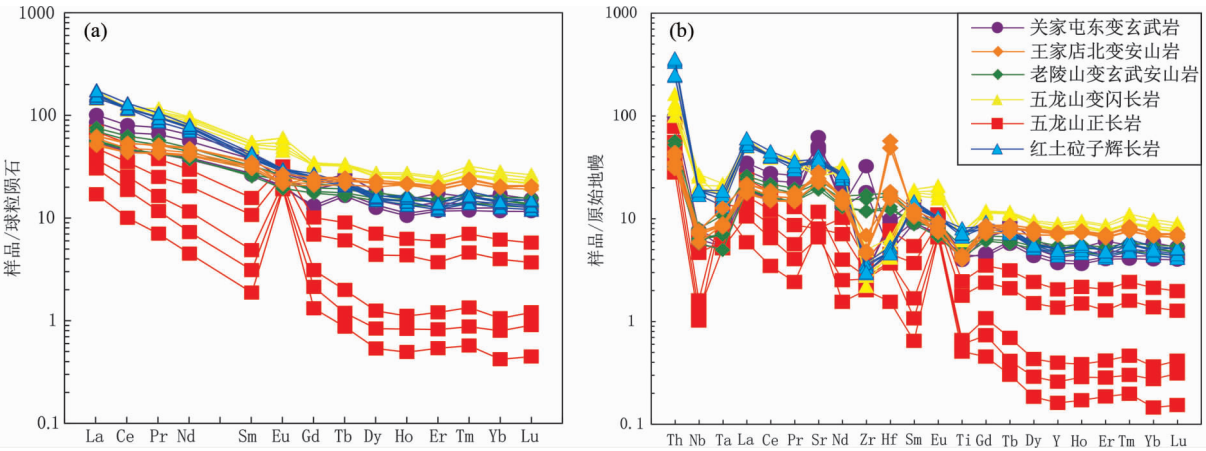 (a)
1000
100
10
1
0.1
样品/球粒陨石
La Ce Pr Nd Sm Eu Gd Tb Dy Ho Er Tm Yb Lu
(b)
1000
100
10
1
0.1
样品/原始地幔
Th Nb Ta La Ce Pr Sr Nd Zr Hf Sm Eu Ti Gd Tb Dy Y Ho Er Tm Yb Lu
关家屯东变玄武岩
王家店北变安山岩
老陵山变玄武安山岩
五龙山变闪长岩
五龙山正长岩
红土砬子辉长岩